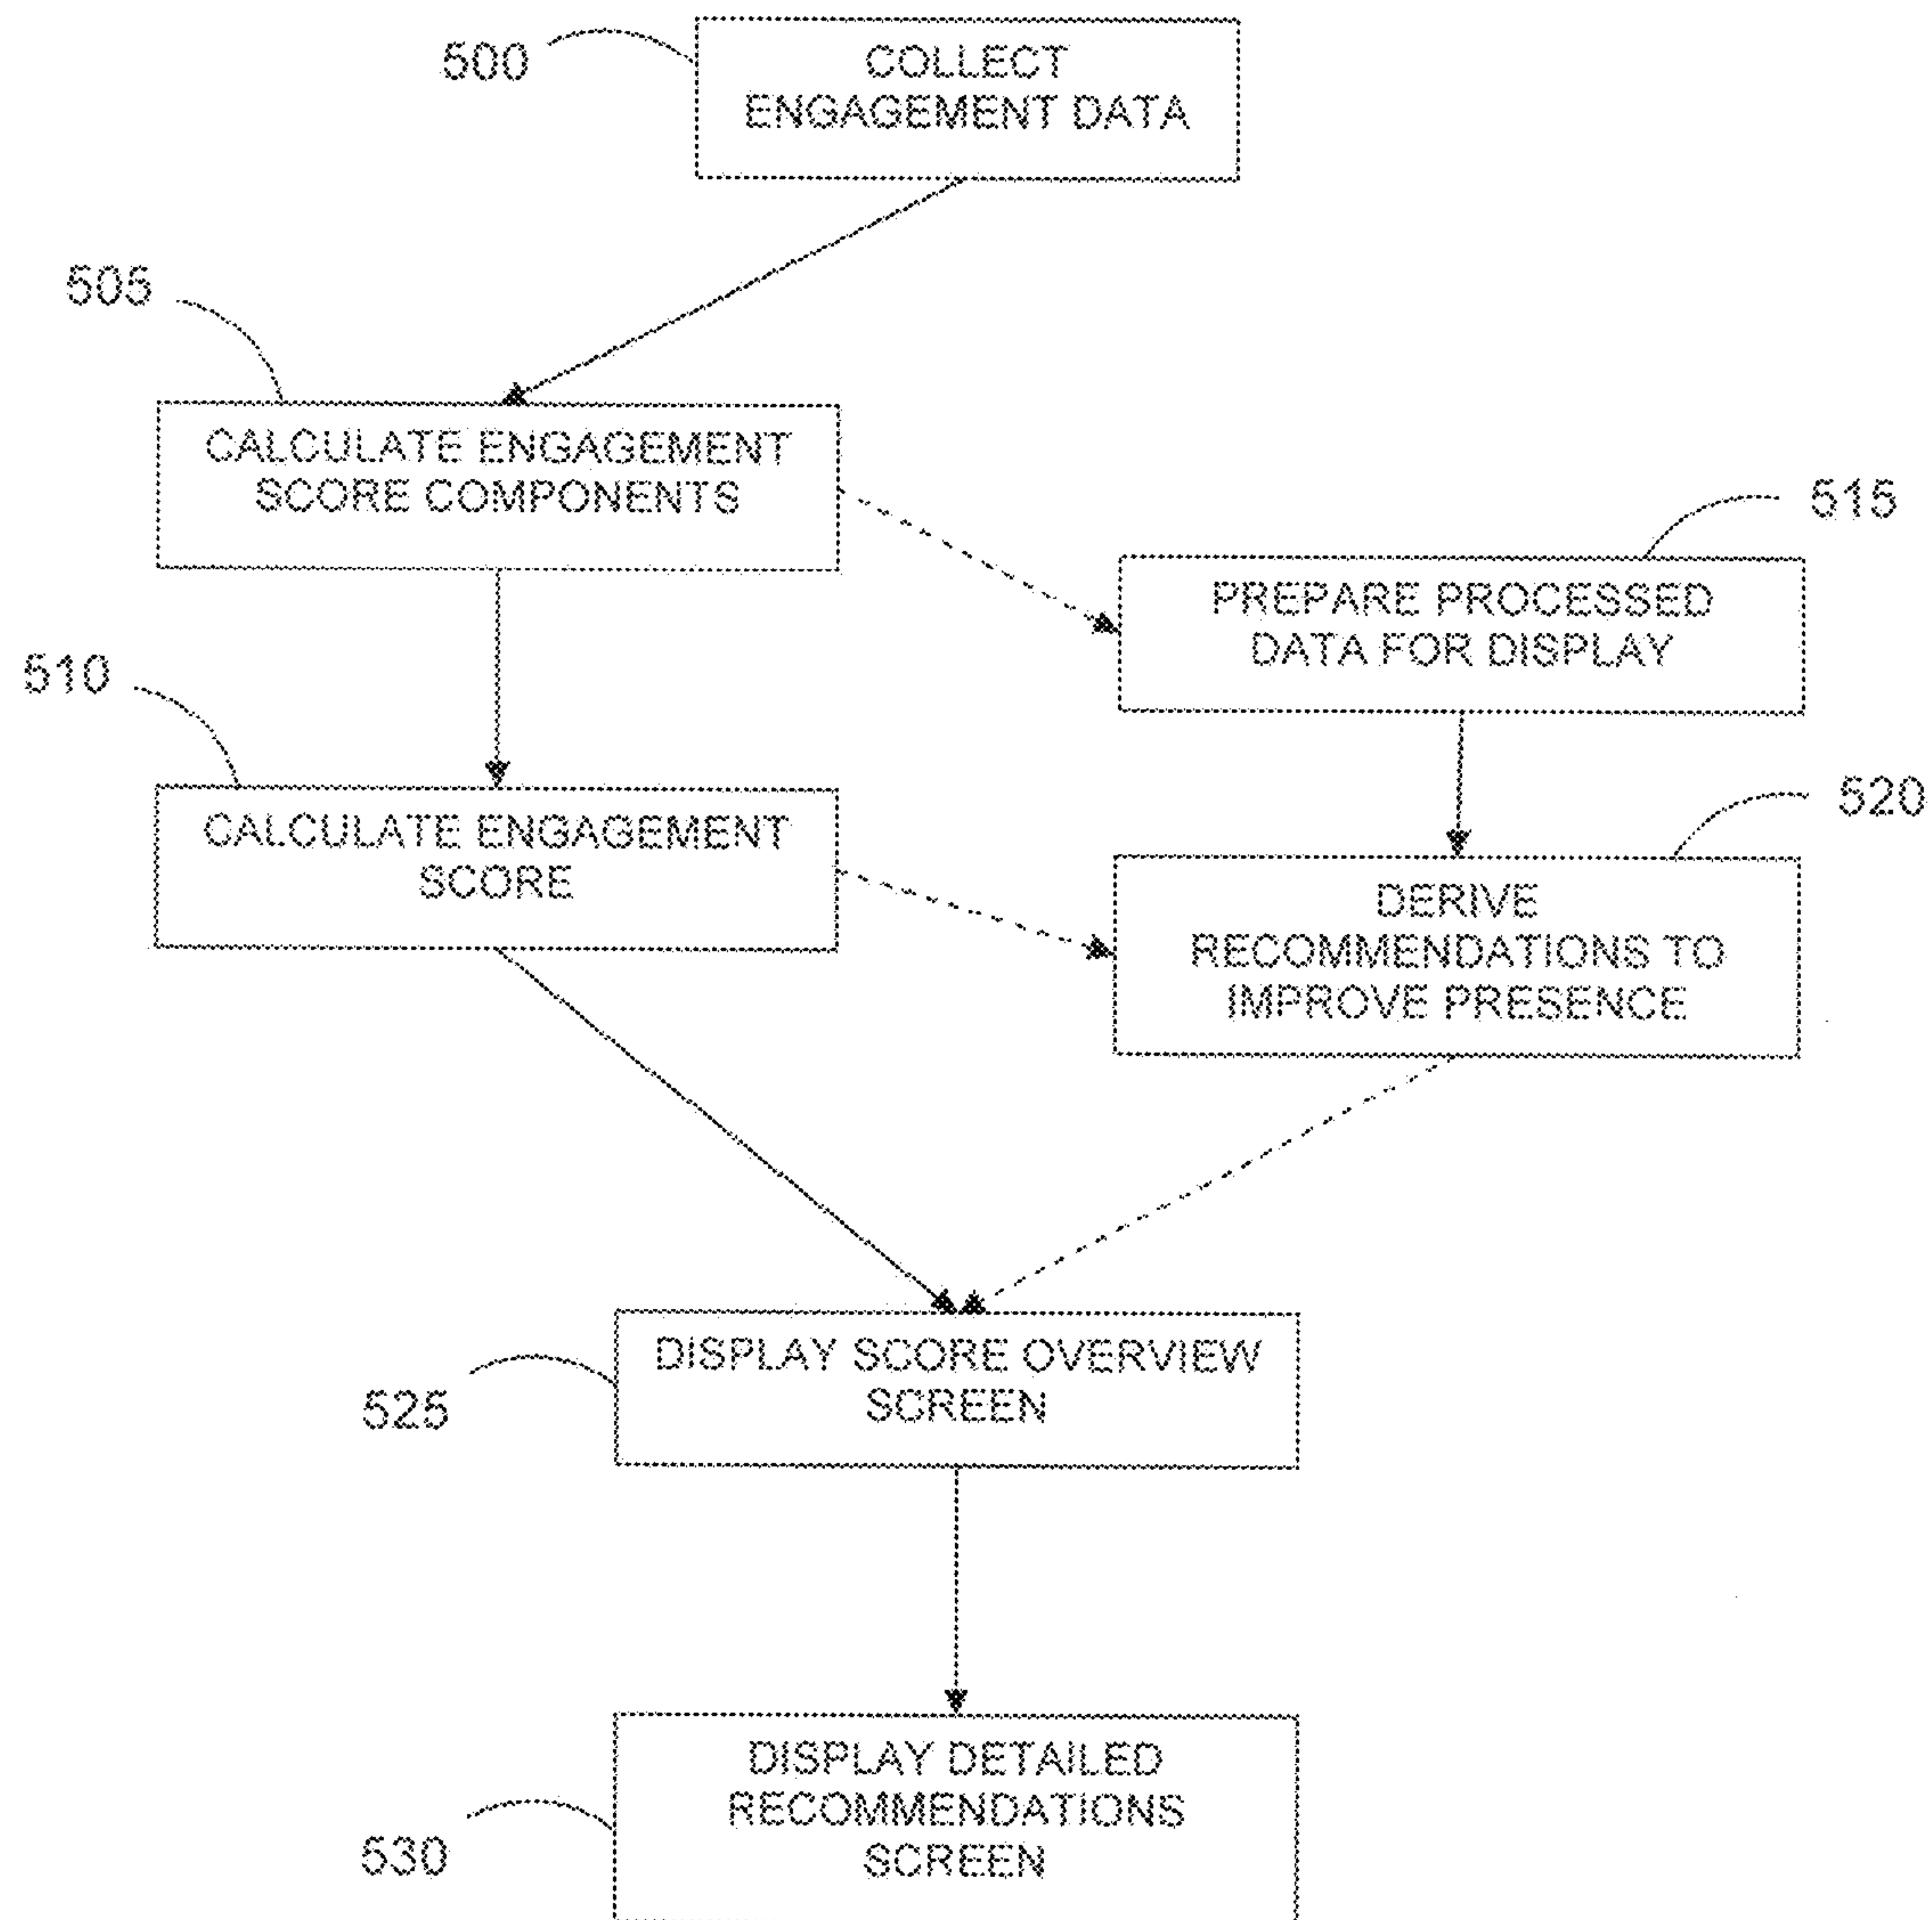 500
COLLECT
ENGAGEMENT DATA
505
CALCULATE ENGAGEMENT
SCORE COMPONENTS
515
PREPARE PROCESSED
DATA FOR DISPLAY
510
CALCULATE ENGAGEMENT
SCORE
520
DERIVE
RECOMMENDATIONS TO
IMPROVE PRESENCE
525
DISPLAY SCORE OVERVIEW
SCREEN
530
DISPLAY DETAILED
RECOMMENDATIONS
SCREEN